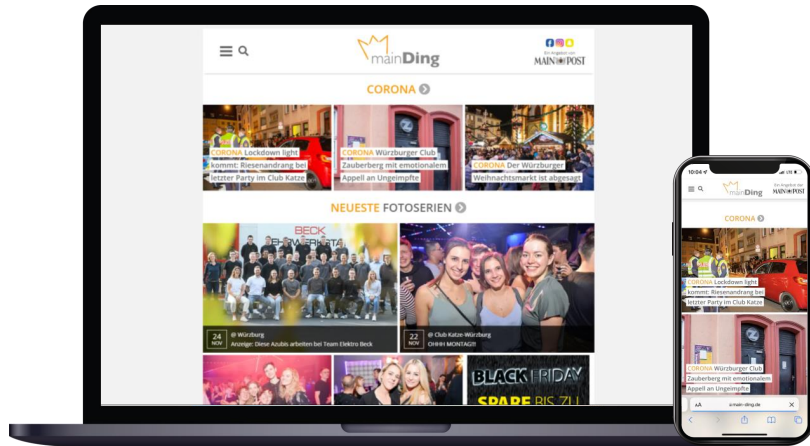 mainDing
Ein Angebot von
MAIN POST
CORONA
CORONA Lockdown light
kommt: Riesenandrang bei
letzter Party im Club Katze
CORONA Würzburger Club
Zauberberg mit emotionalem
Appell an Ungeimpfte
CORONA Der Würzburger
Weihnachtsmarkt ist abgesagt
NEUESTE FOTOSERIEN
BECK
24
NOV
@ Würzburg
Anzeige: Diese Azubis arbeiten bei Team Elektro Beck
22
NOV
@ Club Katze-Würzburg
OHHH MONTAG!!!
BLACK FRIDAY
SPARE BIS ZU
10:04
LTE
mainDing
Ein Angebot der
MAIN POST
CORONA
CORONA Lockdown light
kommt: Riesenandrang bei
letzter Party im Club Katze
CORONA Würzburger Club
Zauberberg mit emotionalem
Appell an Ungeimpfte
AA
main-ding.de